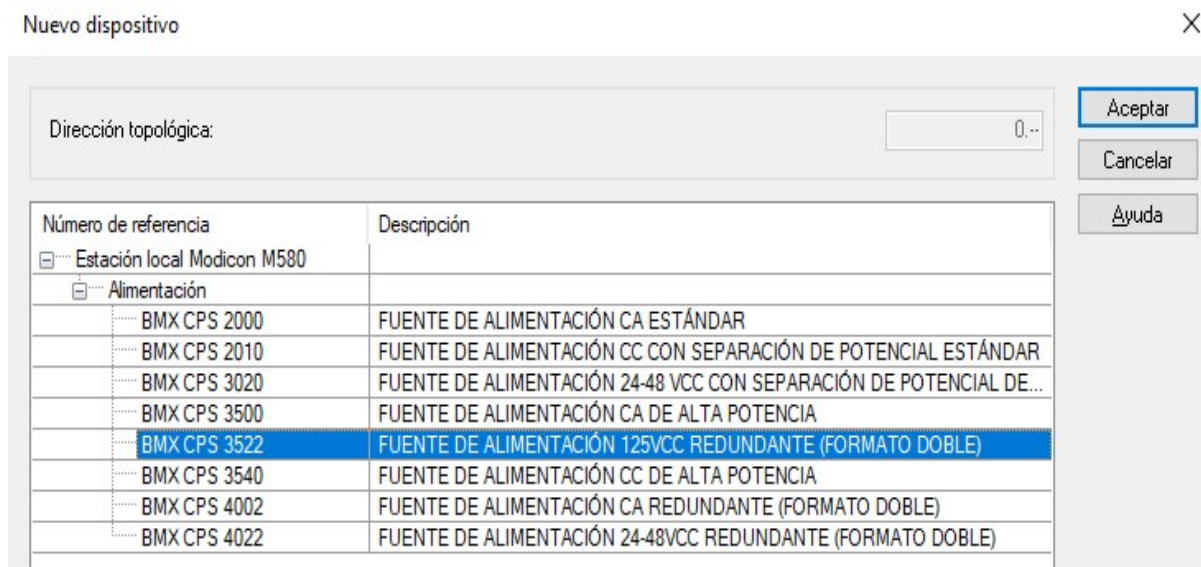 Nuevo dispositivo
Dirección topológica: 0.--
Aceptar
Cancelar
Ayuda
Número de referencia Descripción
Estación local Modicon M580
Alimentación
BMX CPS 2000 FUENTE DE ALIMENTACIÓN CA ESTÁNDAR
BMX CPS 2010 FUENTE DE ALIMENTACIÓN CC CON SEPARACIÓN DE POTENCIAL ESTÁNDAR
BMX CPS 3020 FUENTE DE ALIMENTACIÓN 24-48 VCC CON SEPARACIÓN DE POTENCIAL DE...
BMX CPS 3500 FUENTE DE ALIMENTACIÓN CA DE ALTA POTENCIA
BMX CPS 3522 FUENTE DE ALIMENTACIÓN 125VCC REDUNDANTE (FORMATO DOBLE)
BMX CPS 3540 FUENTE DE ALIMENTACIÓN CC DE ALTA POTENCIA
BMX CPS 4002 FUENTE DE ALIMENTACIÓN CA REDUNDANTE (FORMATO DOBLE)
BMX CPS 4022 FUENTE DE ALIMENTACIÓN 24-48VCC REDUNDANTE (FORMATO DOBLE)